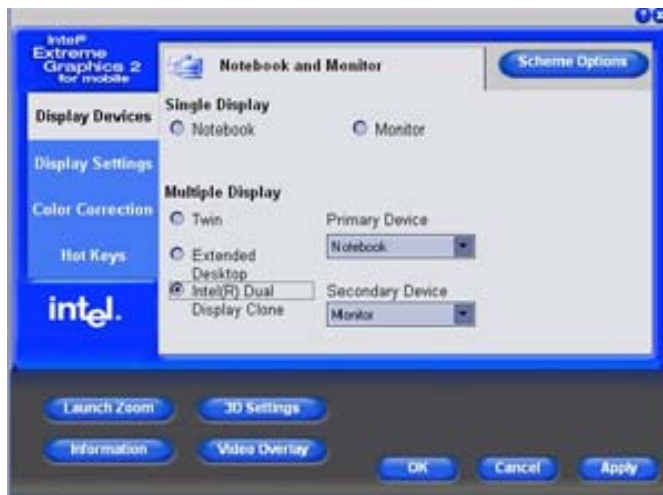 intel®
Extreme
Graphics 2
for mobile
Notebook and Monitor
Scheme Options
Display Devices
Display Settings
Color Correction
Hot Keys
intel.
Single Display
Notebook
Monitor
Multiple Display
Twin
Extended
Desktop
Intel(R) Dual
Display Clone
Primary Device
Notebook
Secondary Device
Monitor
Launch Zoom
3D Settings
Information
Video Overlay
OK
Cancel
Apply